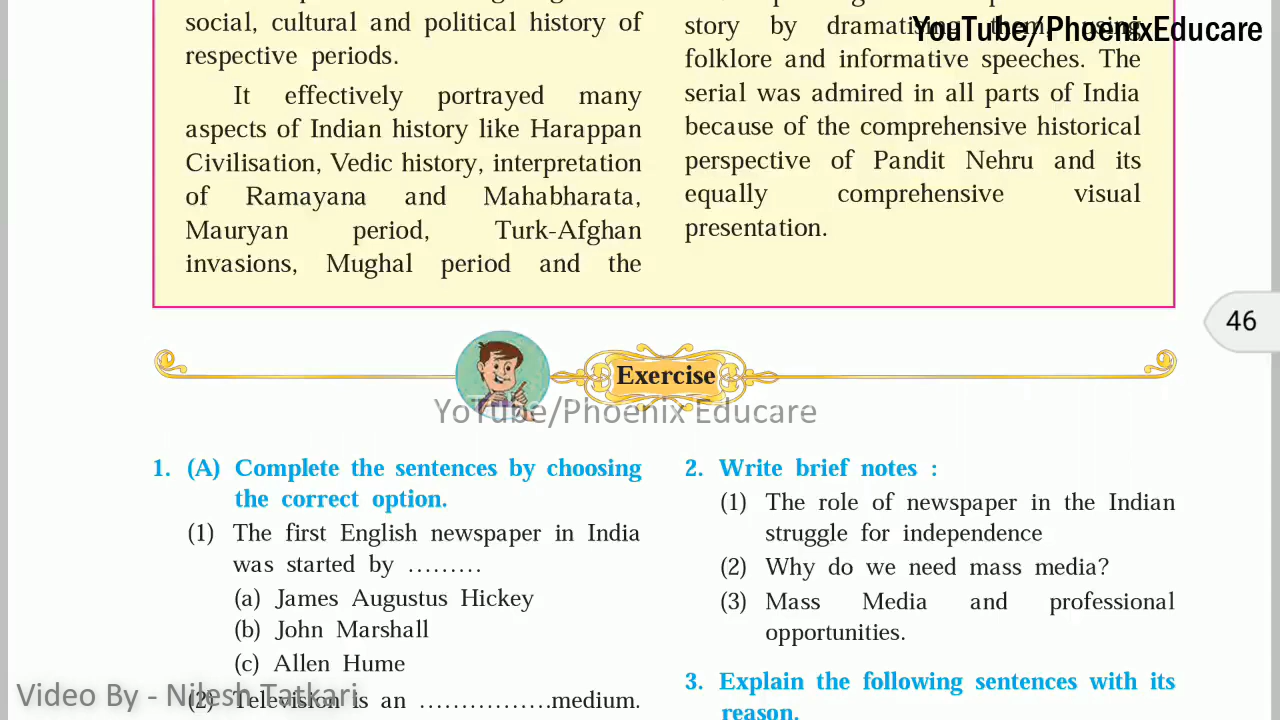 YouTube/PhoenixEducare
social, cultural and political history of
respective periods.
It effectively portrayed many
aspects of Indian history like Harappan
Civilisation, Vedic history, interpretation
of Ramayana and Mahabharata,
Mauryan period, Turk-Afghan
invasions, Mughal period and the
story by dramatising them, using
folklore and informative speeches. The
serial was admired in all parts of India
because of the comprehensive historical
perspective of Pandit Nehru and its
equally comprehensive visual
presentation.
46
Exercise
YoTube/Phoenix Educare
1. (A) Complete the sentences by choosing
the correct option.
(1) The first English newspaper in India
was started by .........
(a) James Augustus Hickey
(b) John Marshall
(c) Allen Hume
(2) Television is an ................medium.
2. Write brief notes :
(1) The role of newspaper in the Indian
struggle for independence
(2) Why do we need mass media?
(3) Mass Media and professional
opportunities.
3. Explain the following sentences with its
reason.
Video By - Nilesh Tatkari